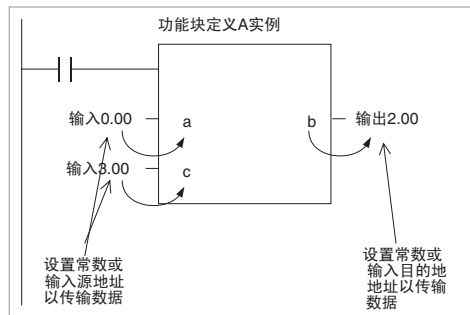 功能块定义A实例
输入0.00
a
b
输出2.00
输入3.00
c
设置常数或
输入源地址
以传输数据
设置常数或
输入目的地
地址以传输
数据